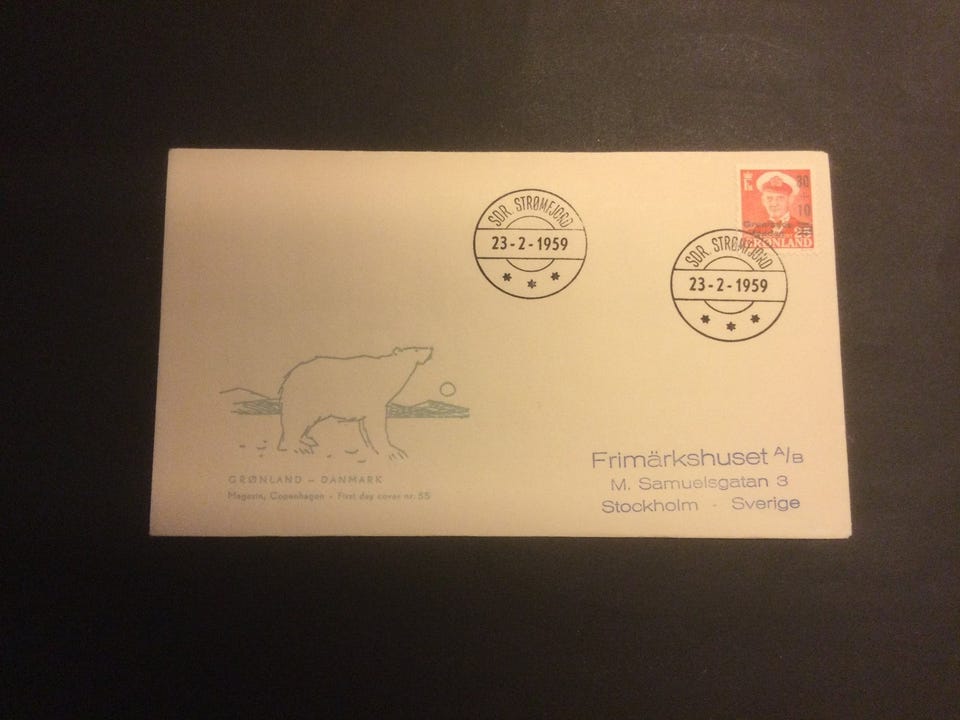 SDR. STRØMFJORD
23-2-1959
30
10
25
GRØNLAND
SDR. STRØMFJORD
23-2-1959
GRØNLAND – DANMARK
Magasin, Copenhagen - First day cover nr. 55
Frimärkshuset A/B
M. Samuelsgatan 3
Stockholm - Sverige